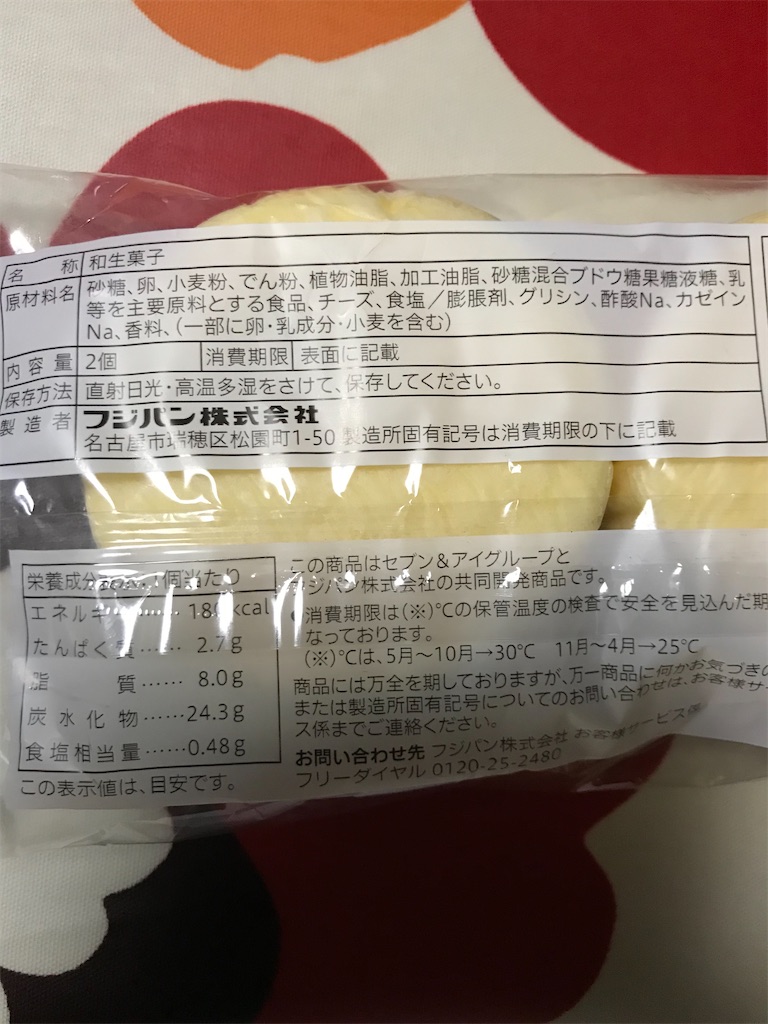 名称 和生菓子
原材料名 砂糖、卵、小麦粉、でん粉、植物油脂、加工油脂、砂糖混合ブドウ糖果糖液糖、乳
等を主要原料とする食品、チーズ、食塩／膨脹剤、グリシン、酢酸Na、カゼイン
Na、香料、(一部に卵・乳成分・小麦を含む)
内容量 2個 消費期限 表面に記載
保存方法 直射日光・高温多湿をさけて、保存してください。
製造者 フジパン株式会社
名古屋市瑞穂区松園町1-50 製造所固有記号は消費期限の下に記載
栄養成分 1個当たり
エネルギー 180kcal
たんぱく質……2.7g
脂質……8.0g
炭水化物……24.3g
食塩相当量……0.48g
この表示値は、目安です。
この商品はセブン＆アイグループと
フジパン株式会社の共同開発商品です。
●消費期限は(※)℃の保管温度の検査で安全を見込んだ期
なっております。
(※)℃は、5月～10月→30℃ 11月～4月→25℃
商品には万全を期しておりますが、万一商品に何かお気づきの
または製造所固有記号についてのお問い合わせは、お客様サー
ス係までご連絡ください。
お問い合わせ先 フジパン株式会社 お客様サービス係
フリーダイヤル 0120-25-2480